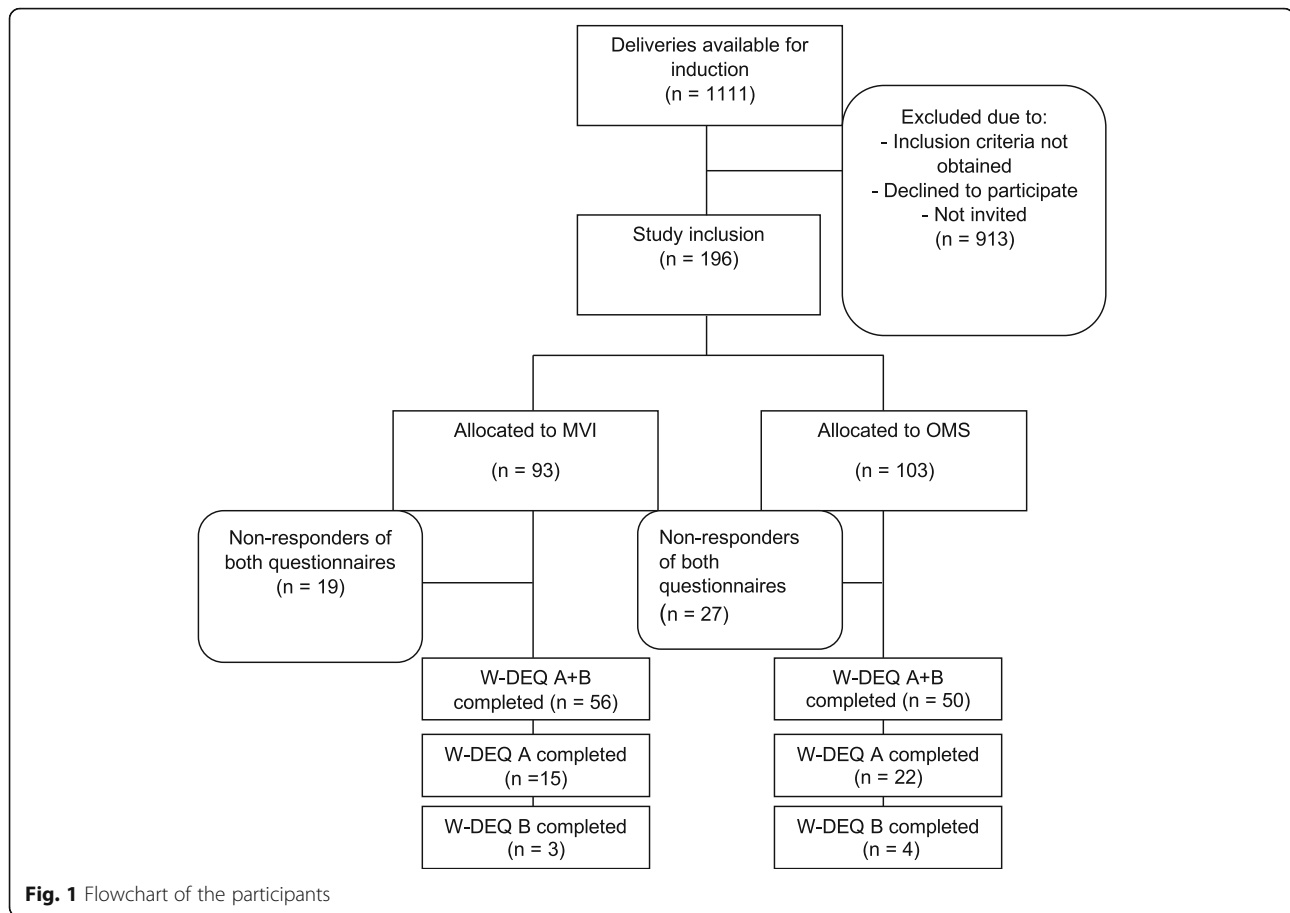 Deliveries available for
induction
(n = 1111)
Excluded due to:
- Inclusion criteria not
obtained
- Declined to participate
- Not invited
(n = 913)
Study inclusion
(n = 196)
Allocated to MVI
(n = 93)
Allocated to OMS
(n = 103)
Non-responders of
both questionnaires
(n = 19)
Non-responders
of both
questionnaires
(n = 27)
W-DEQ A+B
completed (n = 56)
W-DEQ A+B
completed (n = 50)
W-DEQ A completed
(n =15)
W-DEQ A completed
(n = 22)
W-DEQ B completed
(n = 3)
W-DEQ B completed
(n = 4)
Fig. 1 Flowchart of the participants